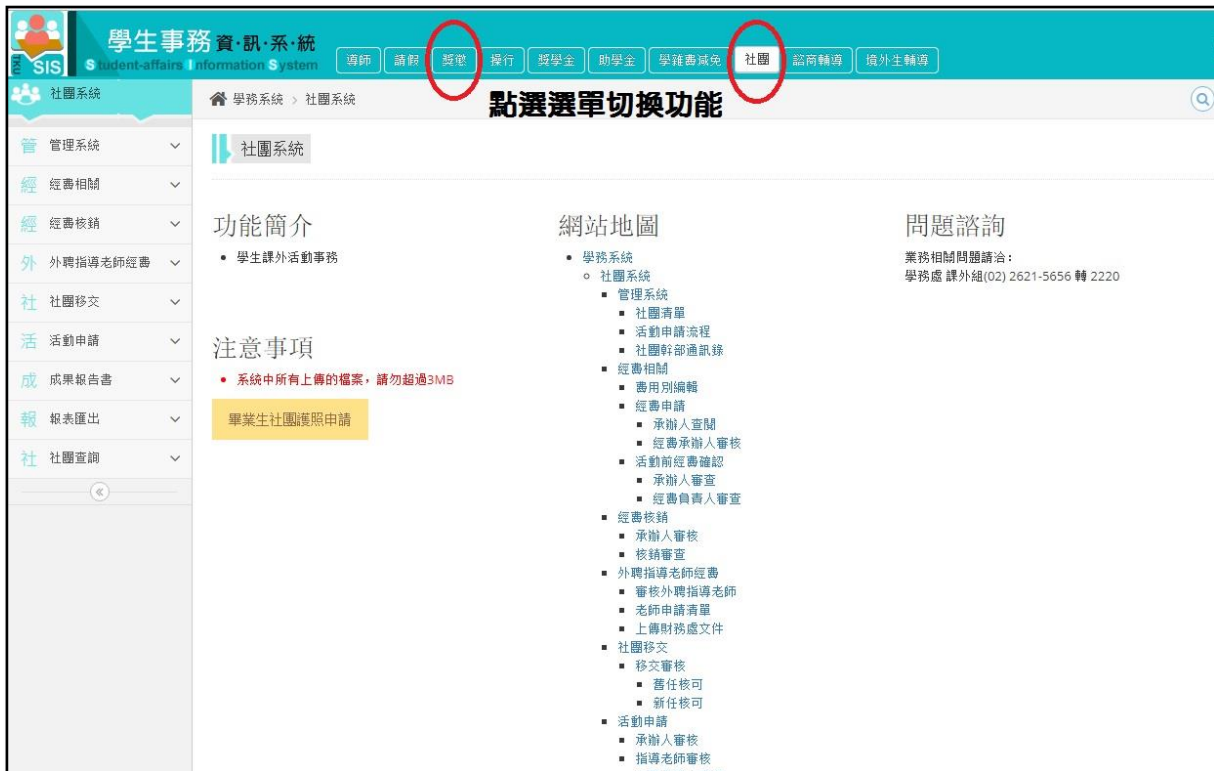 學生事務 資·訊·系·統
SIS
TKU
Student-affairs Information System
導師 請假 獎懲 操行 獎學金 助學金 學雜費減免 社團 諮商輔導 境外生輔導
社團系統
學務系統 > 社團系統
點選選單切換功能
管 管理系統
經 經費相關
經 經費核銷
外 外聘指導老師經費
社 社團移交
活 活動申請
成 成果報告書
報 報表匯出
社 社團查詢
社團系統
功能簡介
學生課外活動事務
注意事項
系統中所有上傳的檔案，請勿超過3MB
畢業生社團護照申請
網站地圖
學務系統
社團系統
管理系統
社團清單
活動申請流程
社團幹部通訊錄
經費相關
費用別編輯
經費申請
承辦人查閱
經費承辦人審核
活動前經費確認
承辦人審查
經費負責人審查
經費核銷
承辦人審核
核銷審查
外聘指導老師經費
審核外聘指導老師
老師申請清單
上傳財務處文件
社團移交
移交審核
舊任核可
新任核可
活動申請
承辦人審核
指導老師審核
問題諮詢
業務相關問題請洽：
學務處 課外組(02) 2621-5656 轉 2220